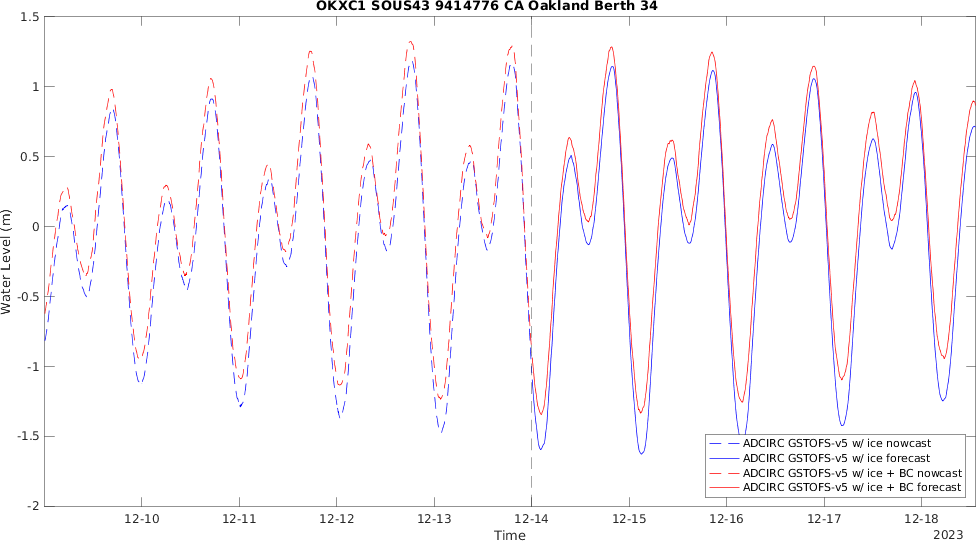 OKXC1 SOUS43 9414776 CA Oakland Berth 34
1.5
1
0.5
0
-0.5
-1
-1.5
-2
Water Level (m)
ADCIRC GSTOFS-v5 w/ ice nowcast
ADCIRC GSTOFS-v5 w/ ice forecast
ADCIRC GSTOFS-v5 w/ ice + BC nowcast
ADCIRC GSTOFS-v5 w/ ice + BC forecast
12-10 12-11 12-12 12-13 12-14 12-15 12-16 12-17 12-18
Time
2023